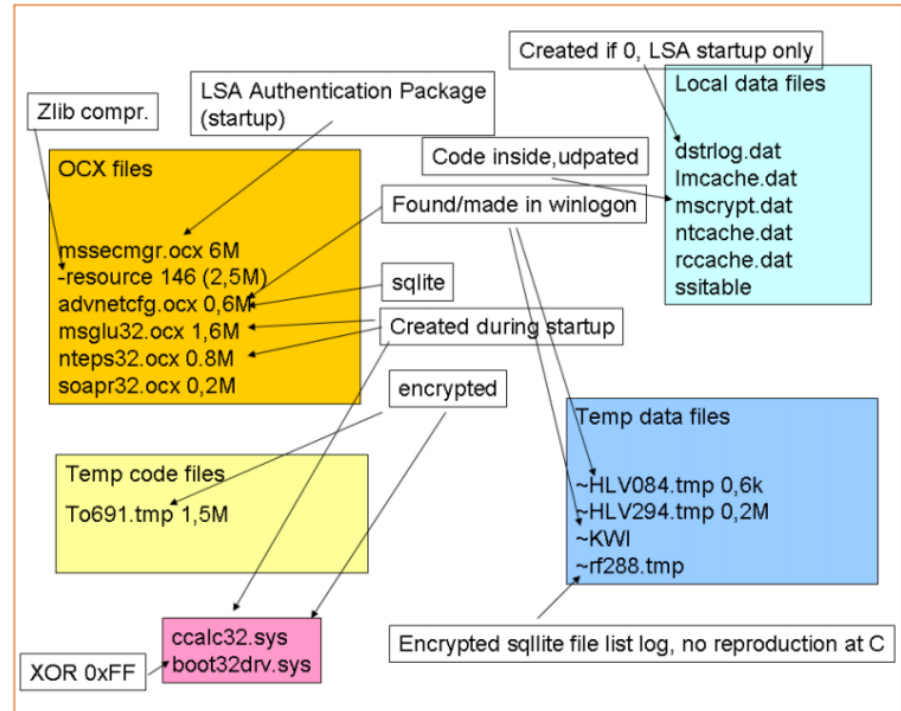 Created if 0, LSA startup only
LSA Authentication Package
(startup)
Zlib compr.
Local data files
dstrlog.dat
lmcache.dat
mscrypt.dat
ntcache.dat
rccache.dat
ssitable
Code inside,udpated
OCX files
mssecmgr.ocx 6M
-resource 146 (2,5M)
advnetcfg.ocx 0,6M
msglu32.ocx 1,6M
nteps32.ocx 0.8M
soapr32.ocx 0,2M
Found/made in winlogon
sqlite
Created during startup
encrypted
Temp data files
~HLV084.tmp 0,6k
~HLV294.tmp 0,2M
~KWI
~rf288.tmp
Temp code files
To691.tmp 1,5M
ccalc32.sys
boot32drv.sys
XOR 0xFF
Encrypted sqllite file list log, no reproduction at C